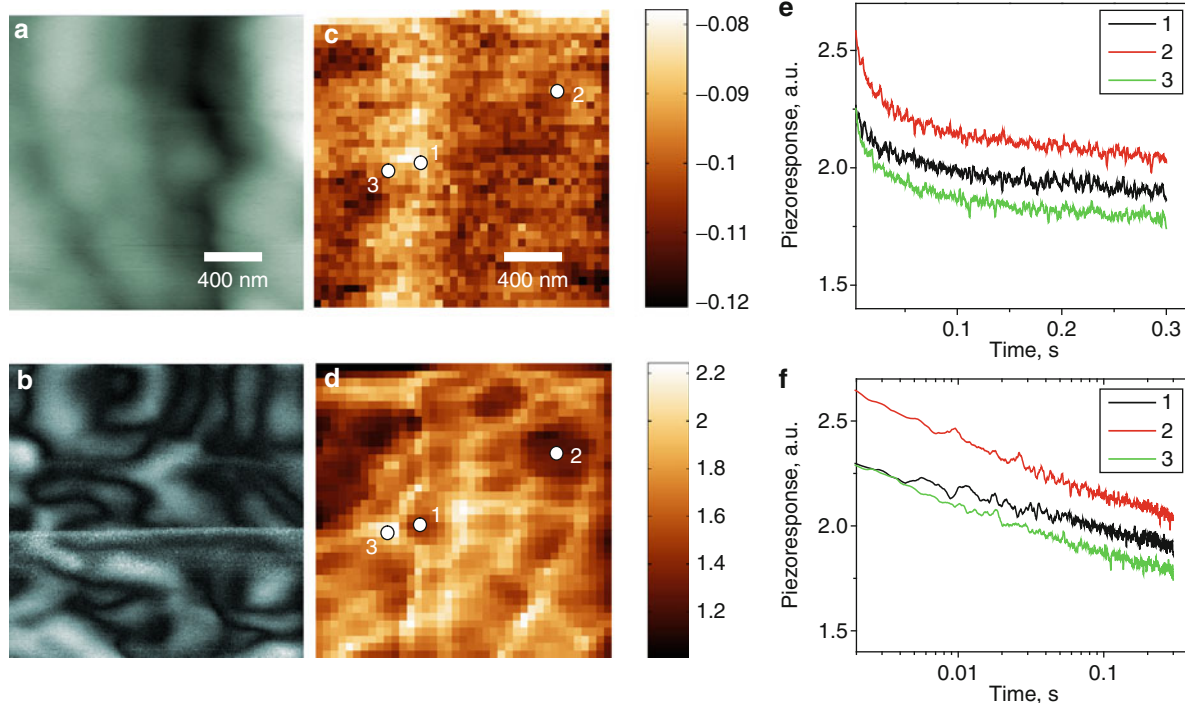 a
400 nm
c
1
2
3
400 nm
−0.08
−0.09
−0.1
−0.11
−0.12
b
d
1
2
3
2.2
2
1.8
1.6
1.4
1.2
e
Piezoresponse, a.u.
2.5
2.0
1.5
0.1
0.2
0.3
Time, s
1
2
3
f
Piezoresponse, a.u.
2.5
2.0
1.5
0.01
0.1
Time, s
1
2
3